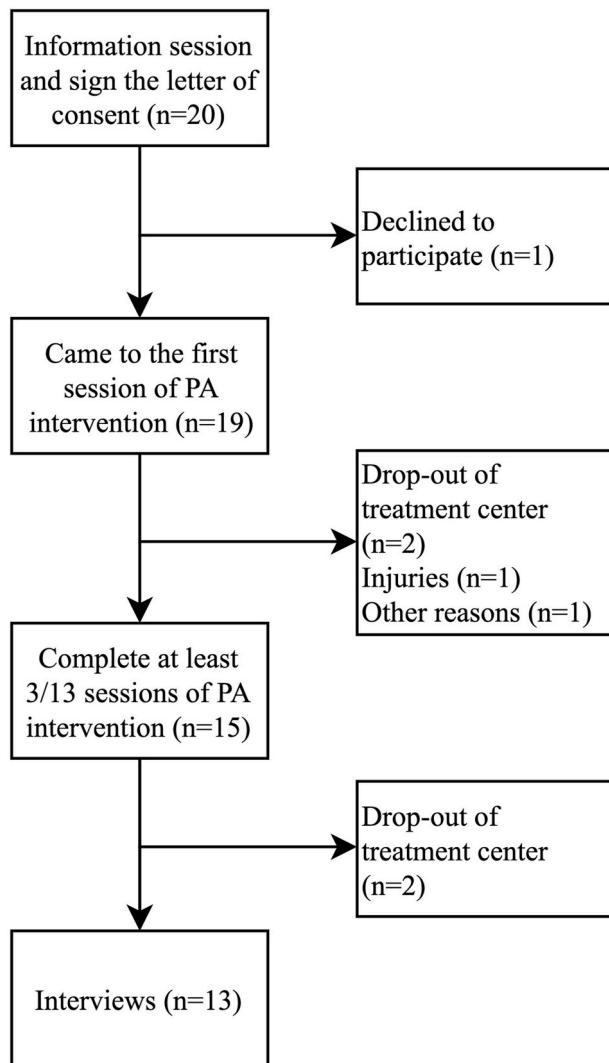 Information session
and sign the letter of
consent (n=20)
Declined to
participate (n=1)
Came to the first
session of PA
intervention (n=19)
Drop-out of
treatment center
(n=2)
Injuries (n=1)
Other reasons (n=1)
Complete at least
3/13 sessions of PA
intervention (n=15)
Drop-out of
treatment center
(n=2)
Interviews (n=13)